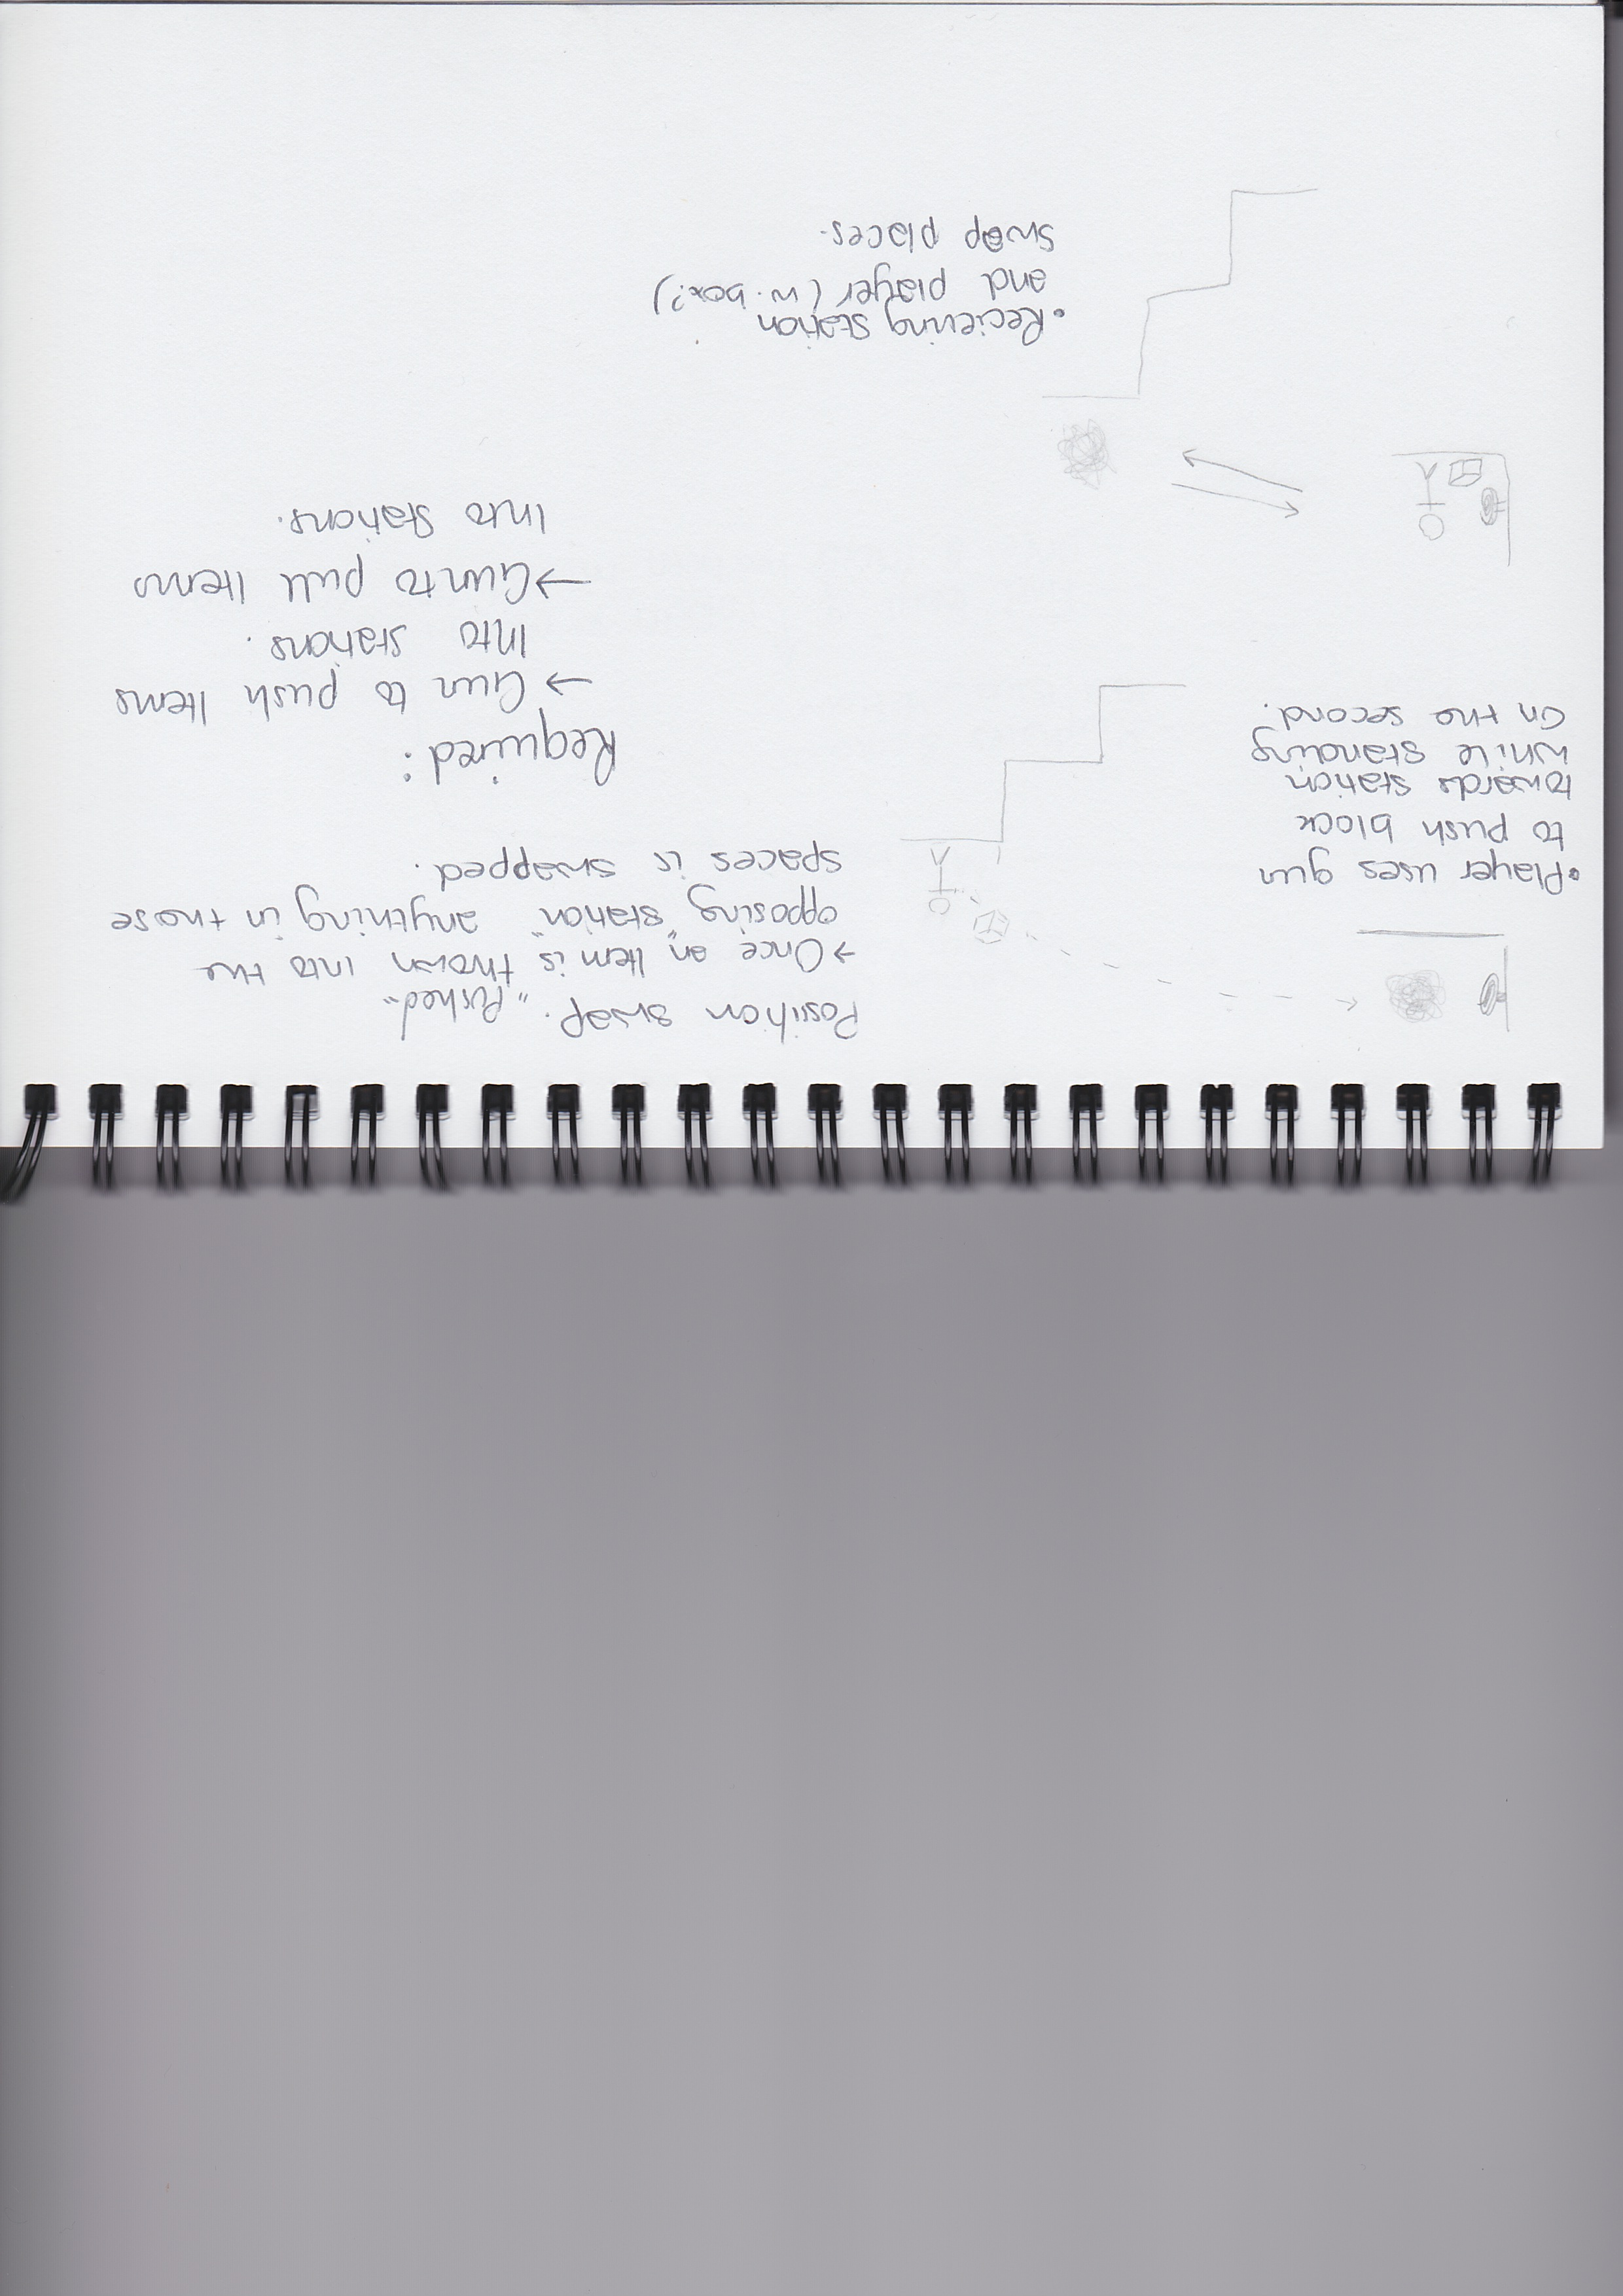 Possition swap.
"Pushed"
→ Once an Item is thrown into the
opposing "station" anything in those
spaces is swapped.
• Player uses gun
to push block
towards station
while standing
on the second.
Required:
→ Gun to push Items
Into stations.
→ Gun to pull Items
Into Stations.
• Recieving station
and player (w. box?)
swap places.